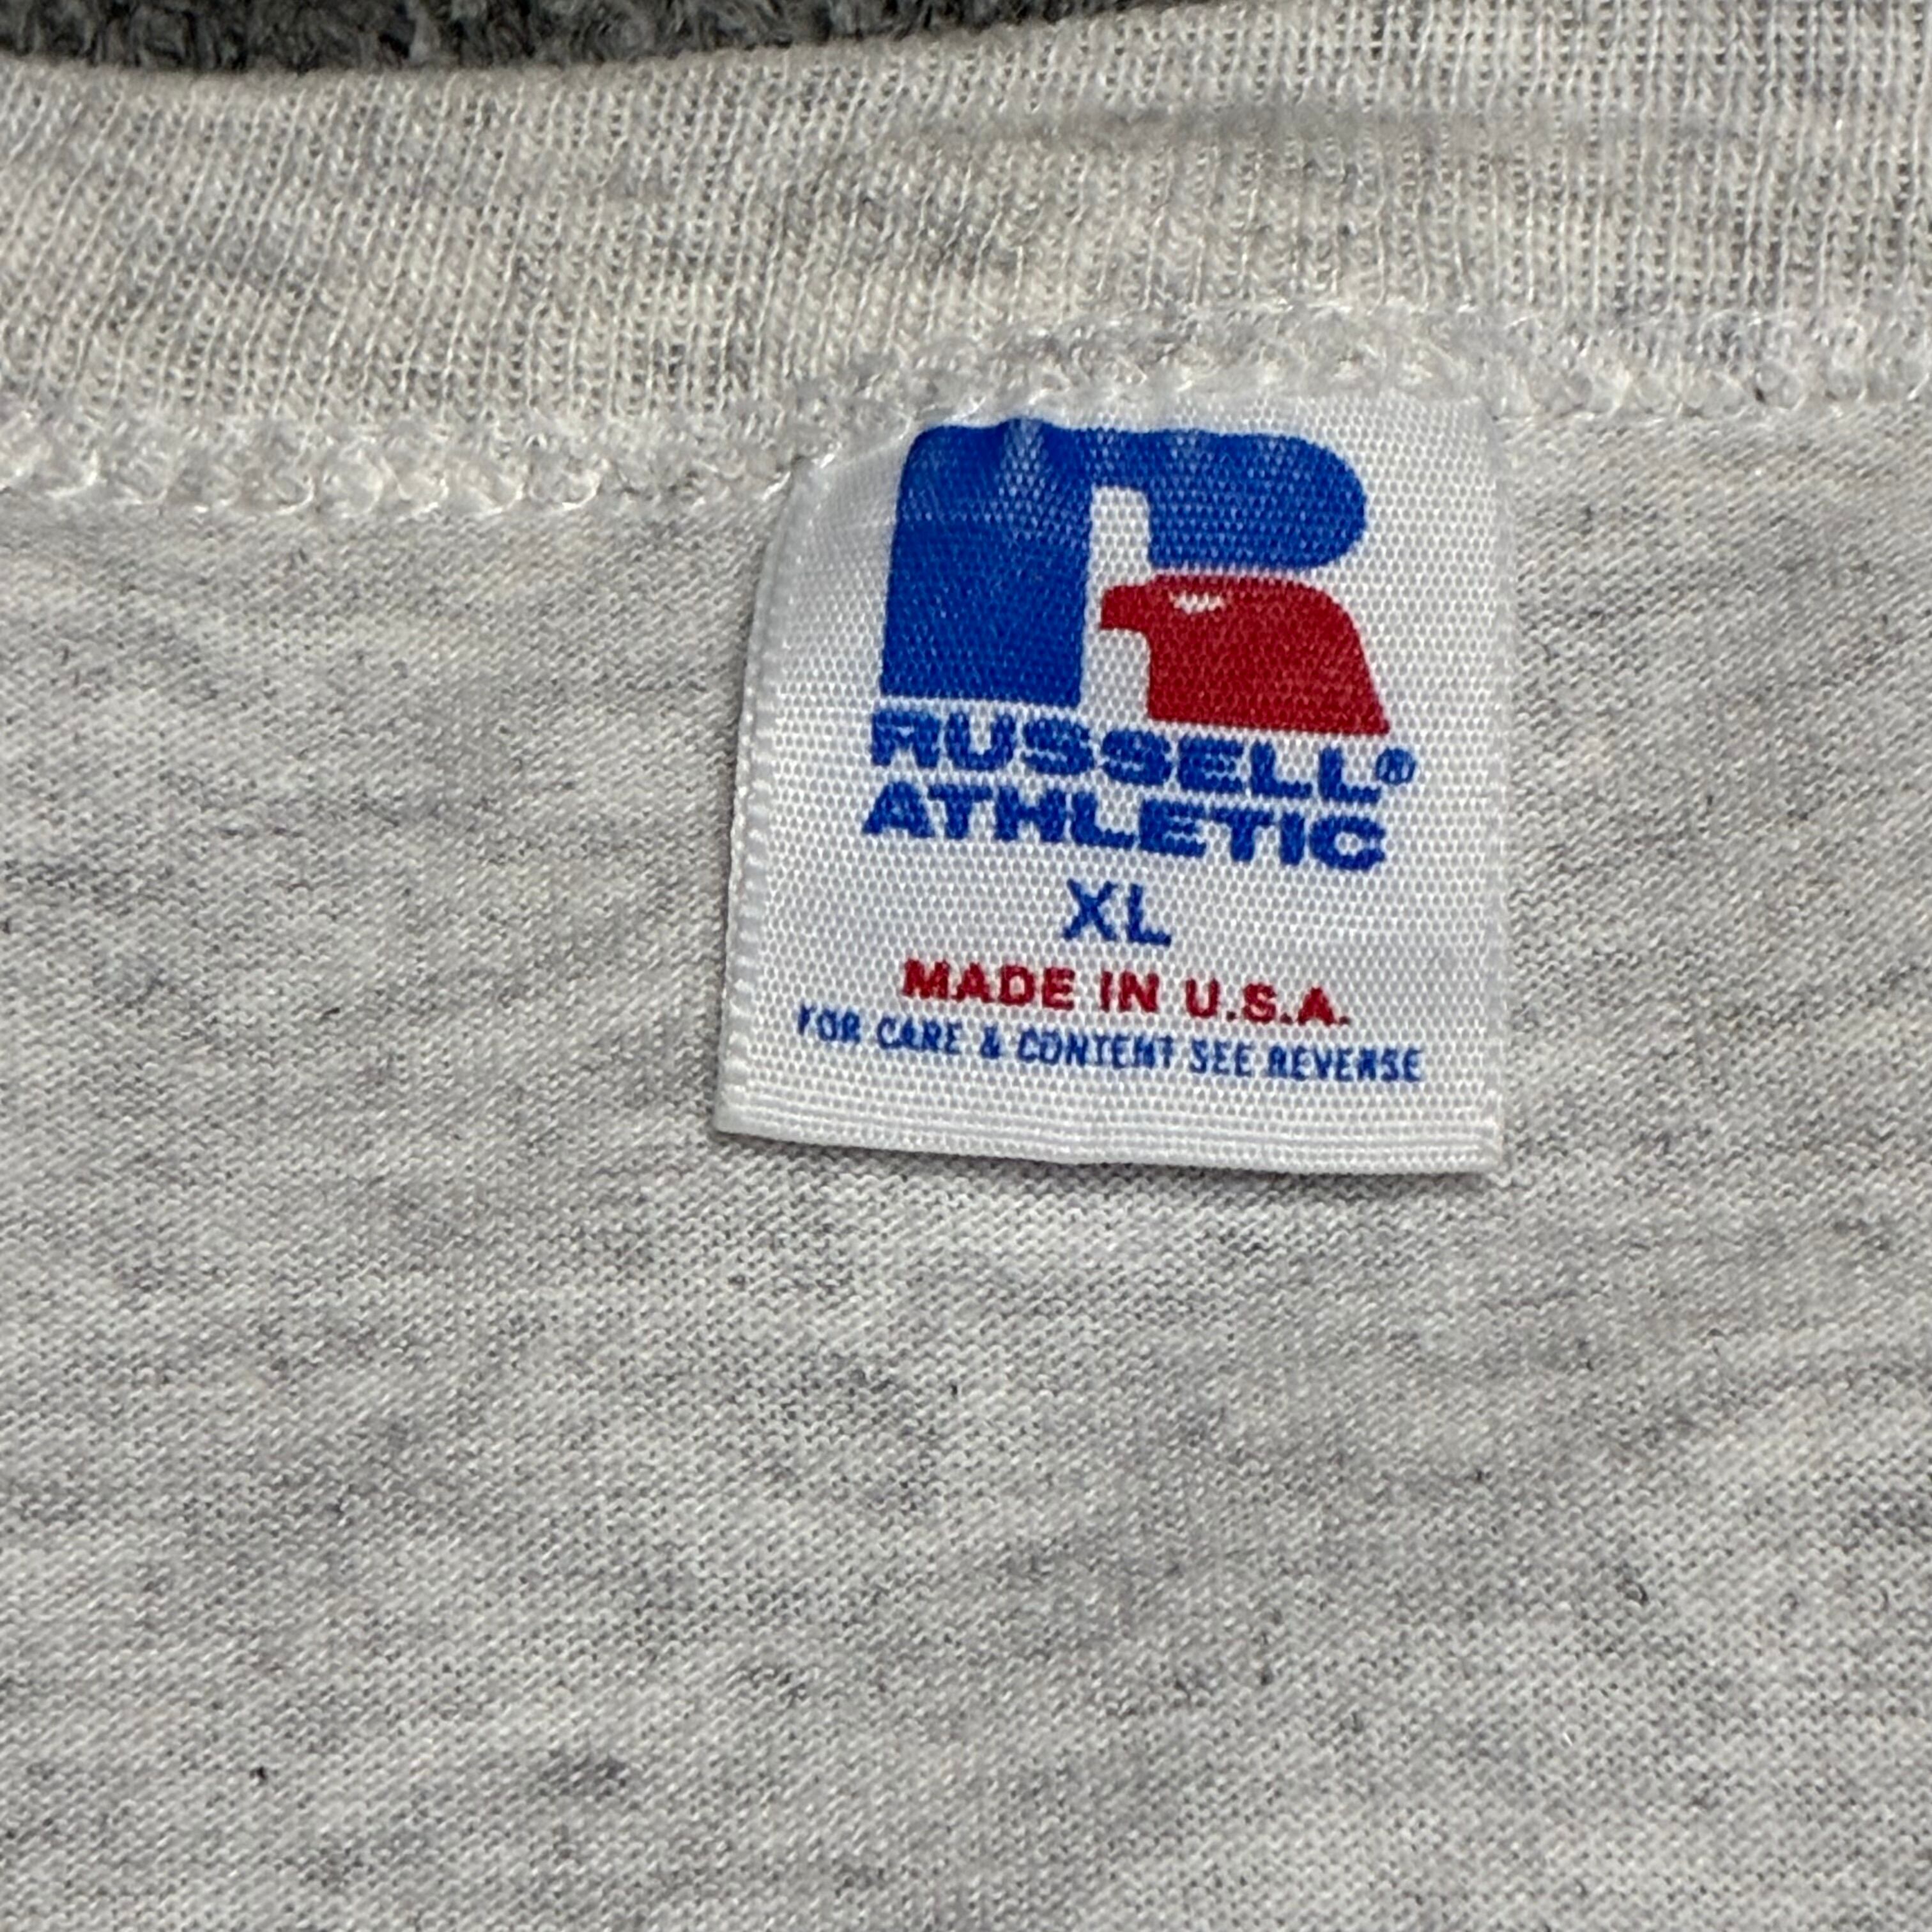 RUSSELL®
ATHLETIC
XL
MADE IN U.S.A.
FOR CARE & CONTENT SEE REVERSE